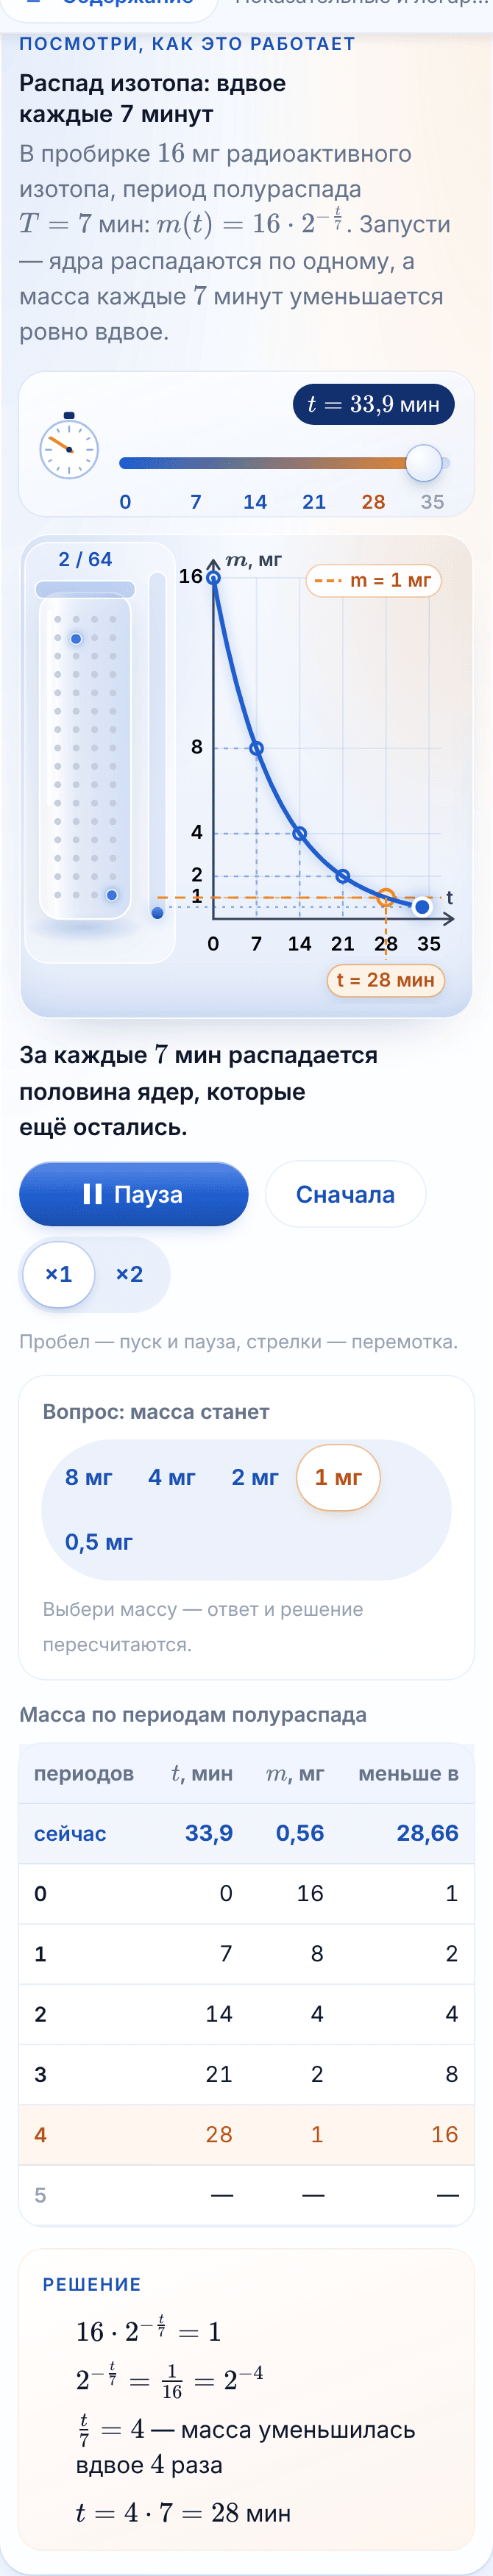 Содержание
ПОСМОТРИ, КАК ЭТО РАБОТАЕТ
Распад изотопа: вдвое
каждые 7 минут
В пробирке 16 мг радиоактивного
изотопа, период полураспада
T = 7 мин: m(t) = 16 · 2^{-\frac{t}{7}}. Запусти
— ядра распадаются по одному, а
масса каждые 7 минут уменьшается
ровно вдвое.
t = 33,9 мин
0 7 14 21 28 35
2 / 64
m, мг
m = 1 мг
16
8
4
2
1
t
0 7 14 21 28 35
t = 28 мин
За каждые 7 мин распадается
половина ядер, которые
ещё остались.
Пауза
Сначала
×1 ×2
Пробел — пуск и пауза, стрелки — перемотка.
Вопрос: масса станет
8 мг 4 мг 2 мг 1 мг
0,5 мг
Выбери массу — ответ и решение
пересчитаются.
Масса по периодам полураспада
периодов t, мин m, мг меньше в
сейчас 33,9 0,56 28,66
0 0 16 1
1 7 8 2
2 14 4 4
3 21 2 8
4 28 1 16
5 — — —
РЕШЕНИЕ
16 · 2^{-\frac{t}{7}} = 1
2^{-\frac{t}{7}} = \frac{1}{16} = 2^{-4}
\frac{t}{7} = 4 — масса уменьшилась
вдвое 4 раза
t = 4 · 7 = 28 мин